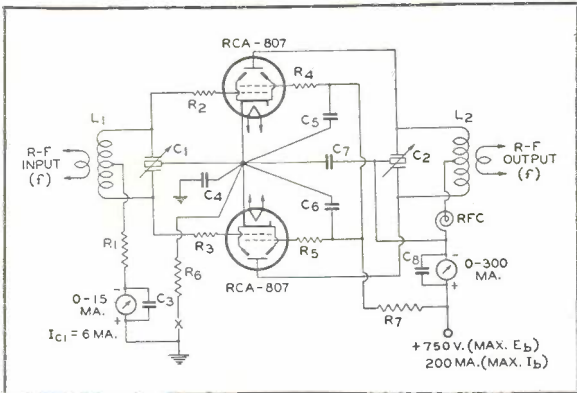 RCA-807
R2
R4
L1
C1
C5
C7
C2
L2
R-F
INPUT
(f)
R-F
OUTPUT
(f)
C4
C6
RFC
R1
R3
R5
R6
RCA-807
C8
0-300
MA.
0-15
MA.
C3
R7
IC1 = 6 MA.
+750 V. (MAX. Eb)
200 MA. (MAX. Ib)
- 
+
-
+